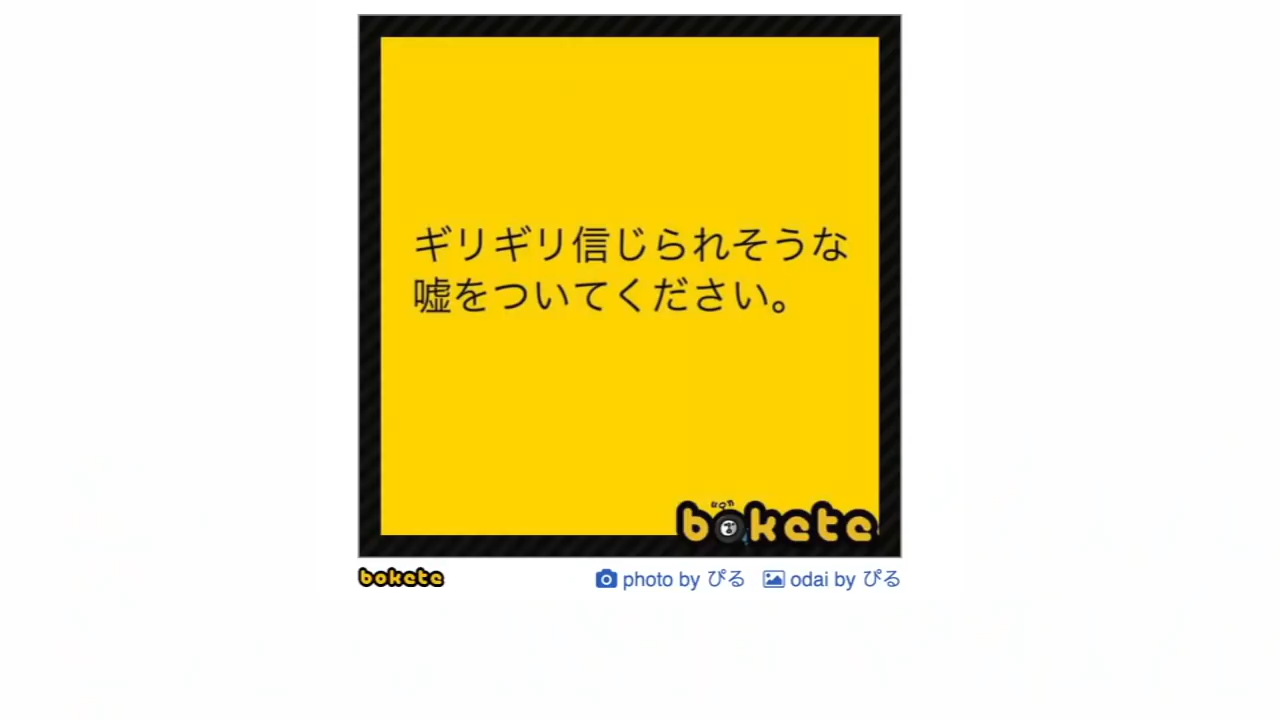 ギリギリ信じられそうな
嘘をついてください。
bokete
bokete
photo by ぴる odai by ぴる